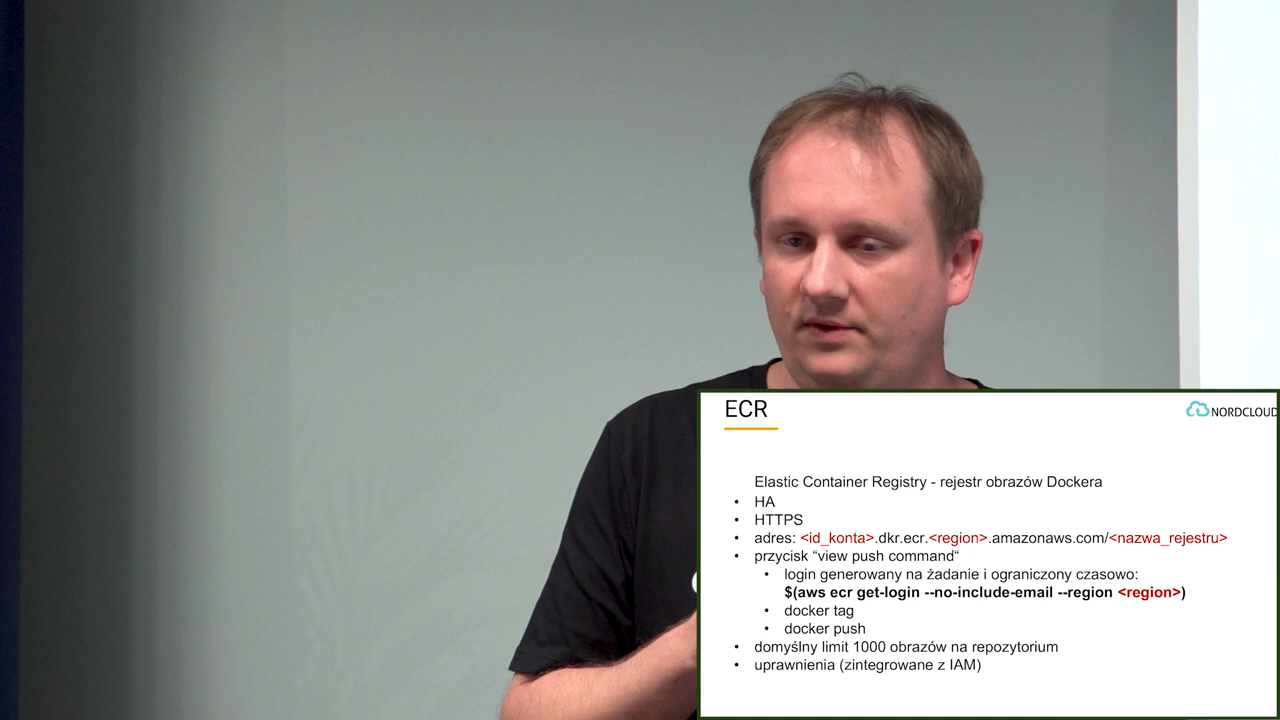 ECR
NORDCLOUD
Elastic Container Registry - rejestr obrazów Dockera
• HA
• HTTPS
• adres: <id_konta>.dkr.ecr.<region>.amazonaws.com/<nazwa_rejestru>
• przycisk “view push command“
• login generowany na żadanie i ograniczony czasowo:
$(aws ecr get-login --no-include-email --region <region>)
• docker tag
• docker push
• domyślny limit 1000 obrazów na repozytorium
• uprawnienia (zintegrowane z IAM)